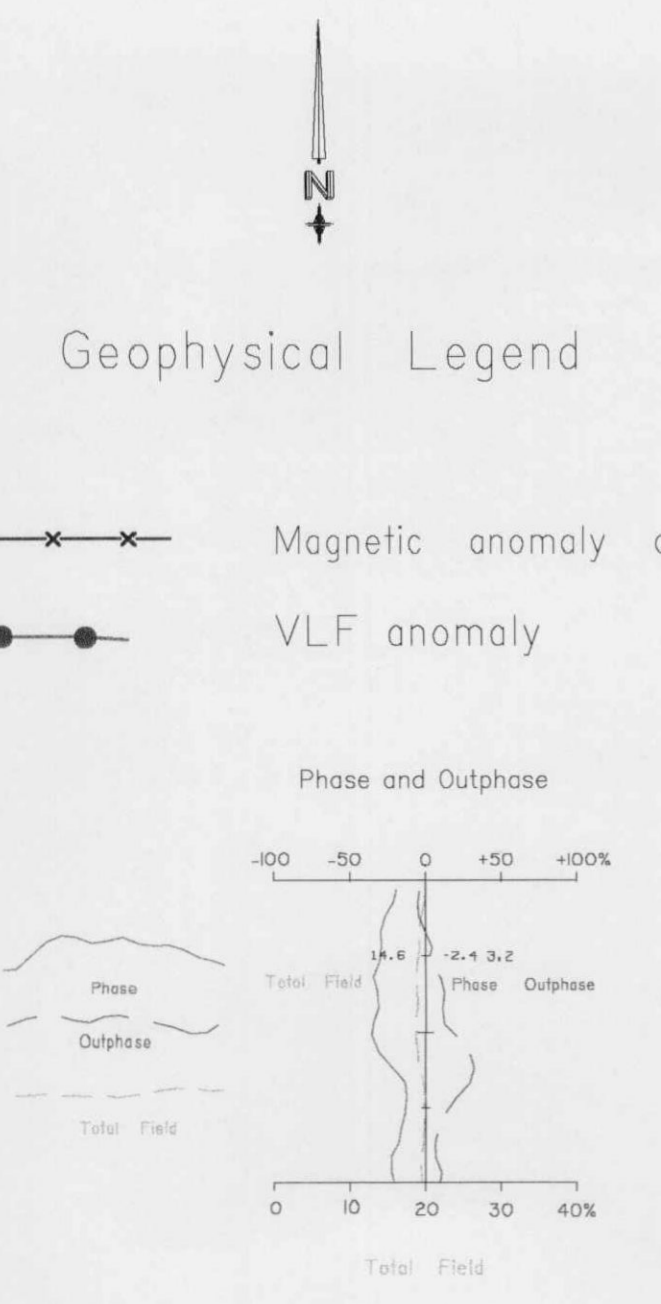 N
Geophysical Legend
Magnetic anomaly
VLF anomaly
Phase and Outphase
-100 -50 0 +50 +100%
14.6 -2.4 3.2
Total Field Phase Outphase
Phase
Outphase
Total Field
0 10 20 30 40%
Total Field